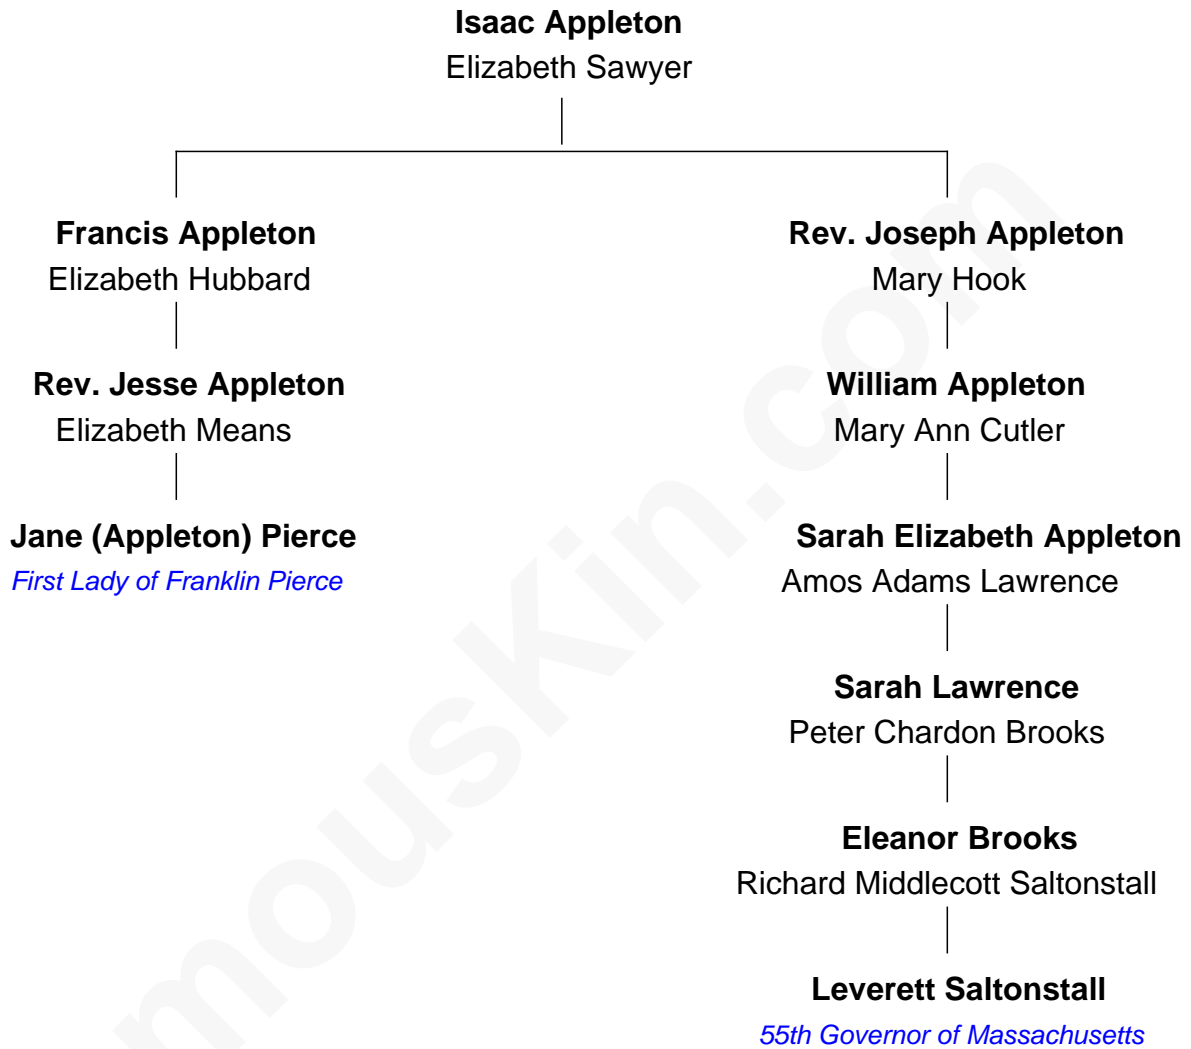 Isaac Appleton
Elizabeth Sawyer
Francis Appleton
Elizabeth Hubbard
Rev. Jesse Appleton
Elizabeth Means
Jane (Appleton) Pierce
First Lady of Franklin Pierce
Rev. Joseph Appleton
Mary Hook
William Appleton
Mary Ann Cutler
Sarah Elizabeth Appleton
Amos Adams Lawrence
Sarah Lawrence
Peter Chardon Brooks
Eleanor Brooks
Richard Middlecott Saltonstall
Leverett Saltonstall
55th Governor of Massachusetts
mouskin.com